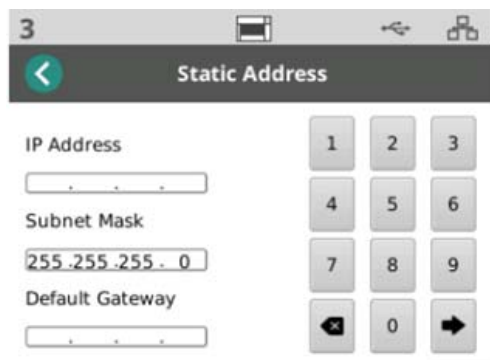 3
Static Address
IP Address
. . .
Subnet Mask
255 .255 .255 . 0
Default Gateway
. . .
1 2 3
4 5 6
7 8 9
0